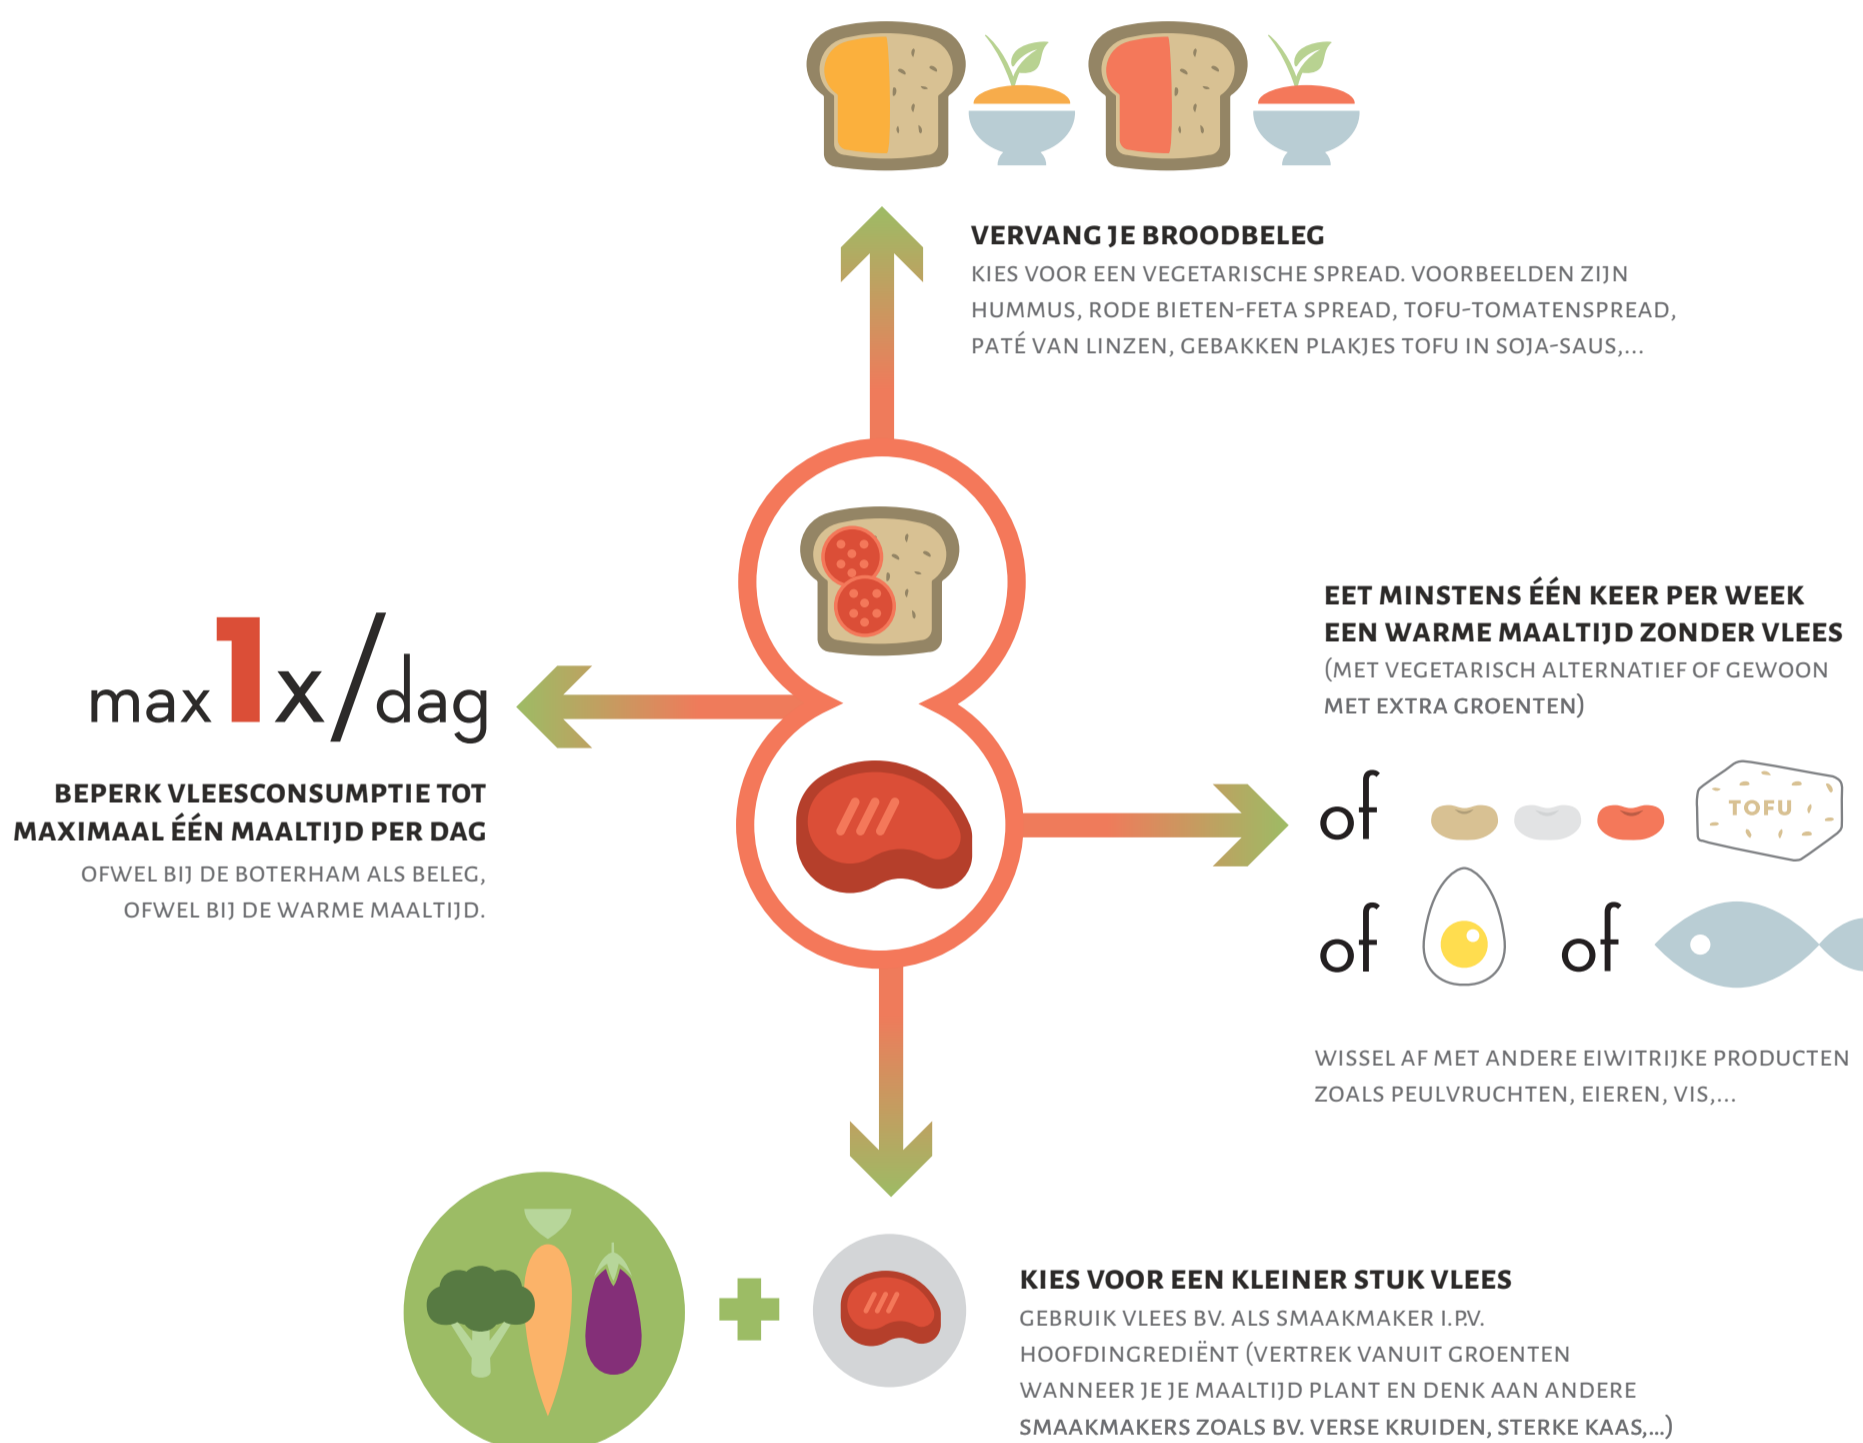 VERVANG JE BROODBELEG
KIES VOOR EEN VEGETARISCHE SPREAD. VOORBEELDEN ZIJN
HUMMUS, RODE BIETEN-FETA SPREAD, TOFU-TOMATENSPREAD,
PATÉ VAN LINZEN, GEBAKKEN PLAKJES TOFU IN SOJA-SAUS,...
max 1x/dag
BEPERK VLEESCONSUMPTIE TOT
MAXIMAAL ÉÉN MAALTIJD PER DAG
OFWEL BIJ DE BOTERHAM ALS BELEG,
OFWEL BIJ DE WARME MAALTIJD.
EET MINSTENS ÉÉN KEER PER WEEK
EEN WARME MAALTIJD ZONDER VLEES
(MET VEGETARISCH ALTERNATIEF OF GEWOON
MET EXTRA GROENTEN)
of TOFU
of of
WISSEL AF MET ANDERE EIWITRIJKE PRODUCTEN
ZOALS PEULVRUCHTEN, EIEREN, VIS,...
KIES VOOR EEN KLEINER STUK VLEES
GEBRUIK VLEES BV. ALS SMAAKMAKER I.P.V.
HOOFDINGREDIËNT (VERTREK VANUIT GROENTEN
WANNEER JE JE MAALTIJD PLANT EN DENK AAN ANDERE
SMAAKMAKERS ZOALS BV. VERSE KRUIDEN, STERKE KAAS,...)